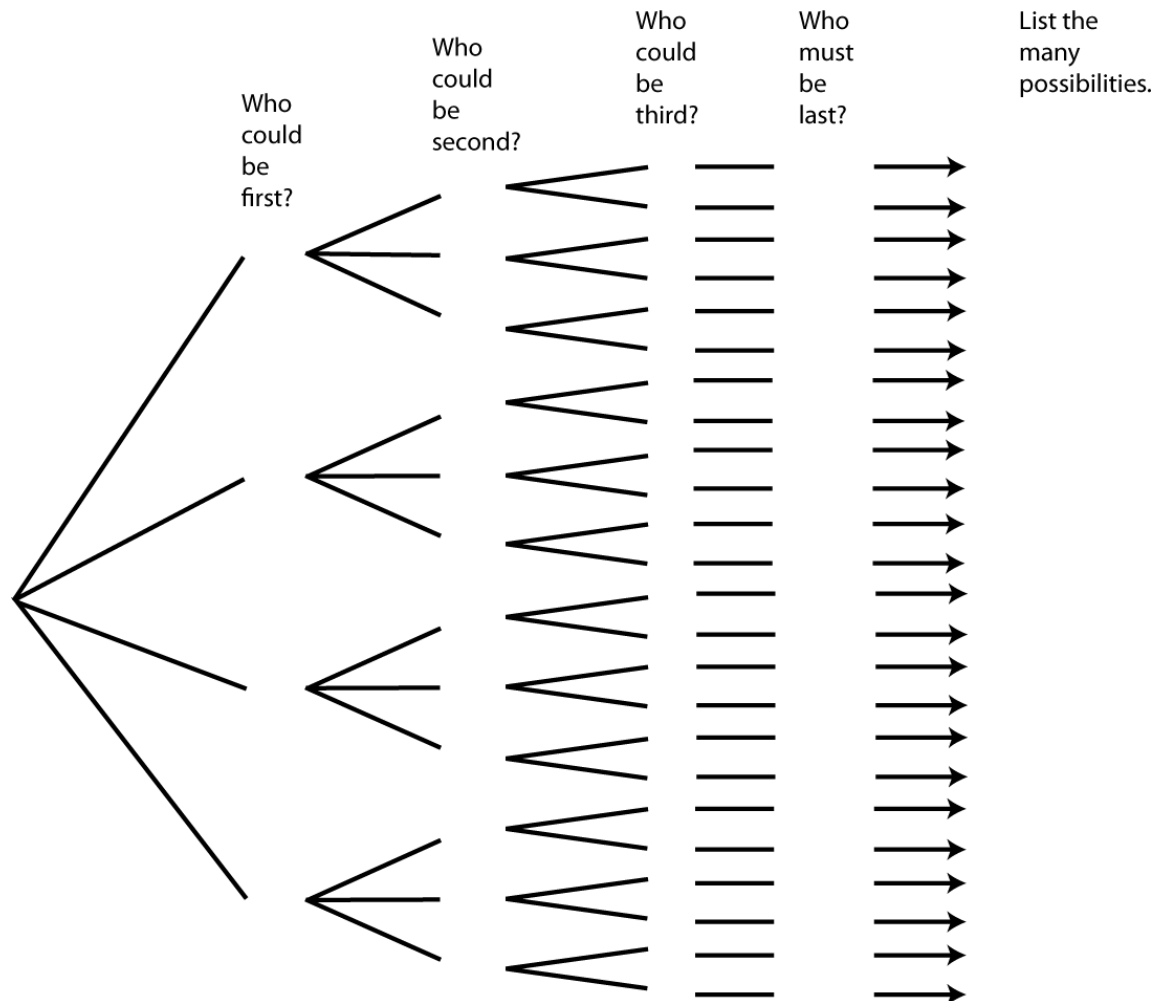 Who
could
be
first?
Who
could
be
second?
Who
could
be
third?
Who
must
be
last?
List the
many
possibilities.